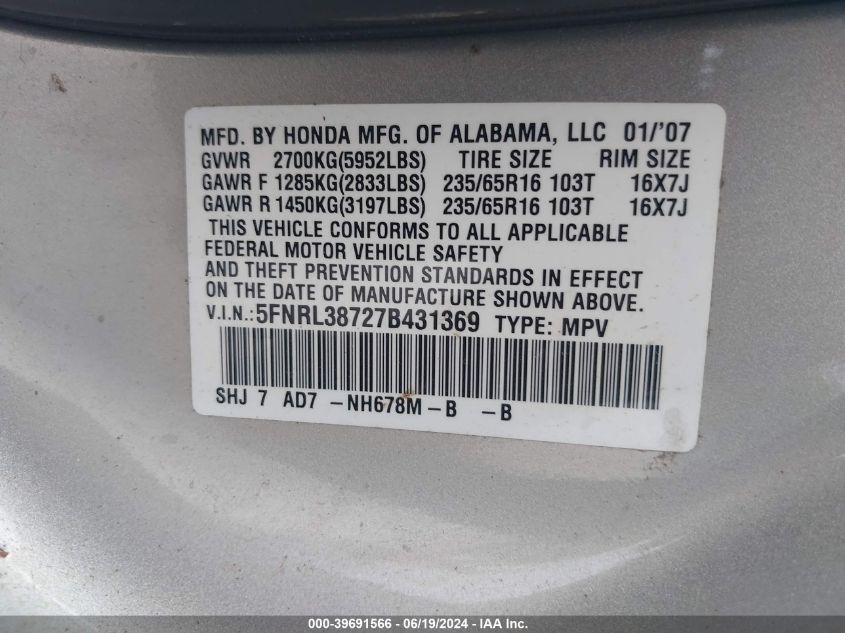 MFD. BY HONDA MFG. OF ALABAMA, LLC 01/'07
GVWR 2700KG(5952LBS) TIRE SIZE RIM SIZE
GAWR F 1285KG(2833LBS) 235/65R16 103T 16X7J
GAWR R 1450KG(3197LBS) 235/65R16 103T 16X7J
THIS VEHICLE CONFORMS TO ALL APPLICABLE
FEDERAL MOTOR VEHICLE SAFETY
AND THEFT PREVENTION STANDARDS IN EFFECT
ON THE DATE OF MANUFACTURE SHOWN ABOVE.
V.I.N.:5FNRL38727B431369 TYPE: MPV
SHJ 7 AD7 -NH678M-B -B
000-39691566 - 06/19/2024 - IAA Inc.